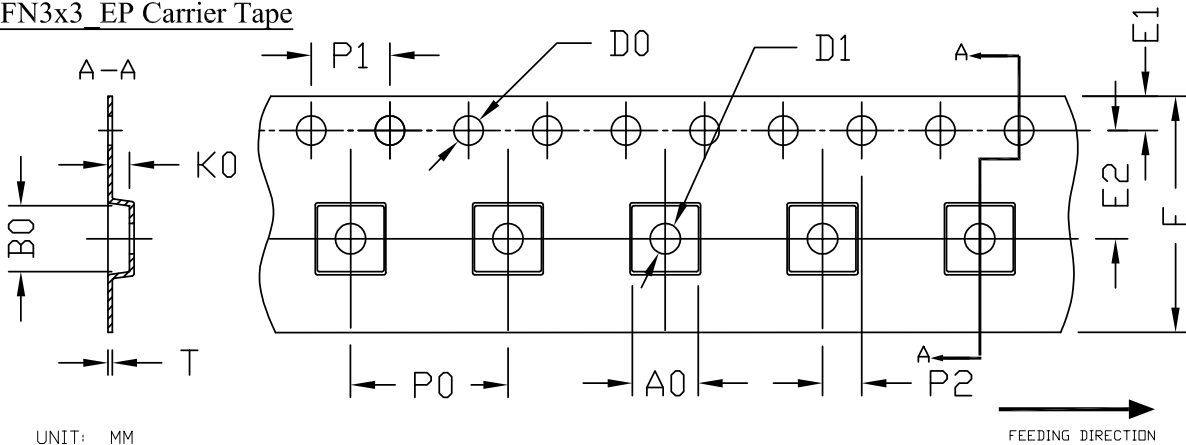 FN3x3_EP Carrier Tape
A-A
P1
D0
D1
A
E1
K0
B0
E2
F
T
P0
A0
A
P2
UNIT: MM
FEEDING DIRECTION